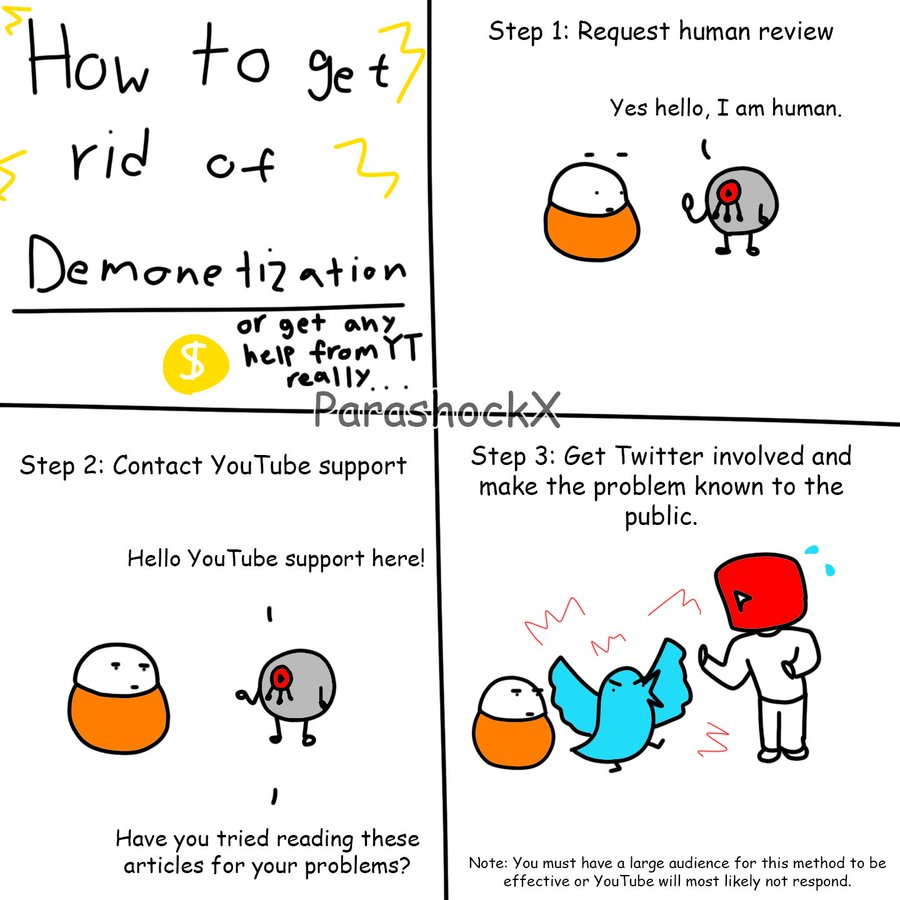 How to get
rid of
Demonetization
$
or get any
help from YT
really...
Step 1: Request human review
Yes hello, I am human.
ParashockX
Step 2: Contact YouTube support
Hello YouTube support here!
Have you tried reading these
articles for your problems?
Step 3: Get Twitter involved and
make the problem known to the
public.
Note: You must have a large audience for this method to be
effective or YouTube will most likely not respond.